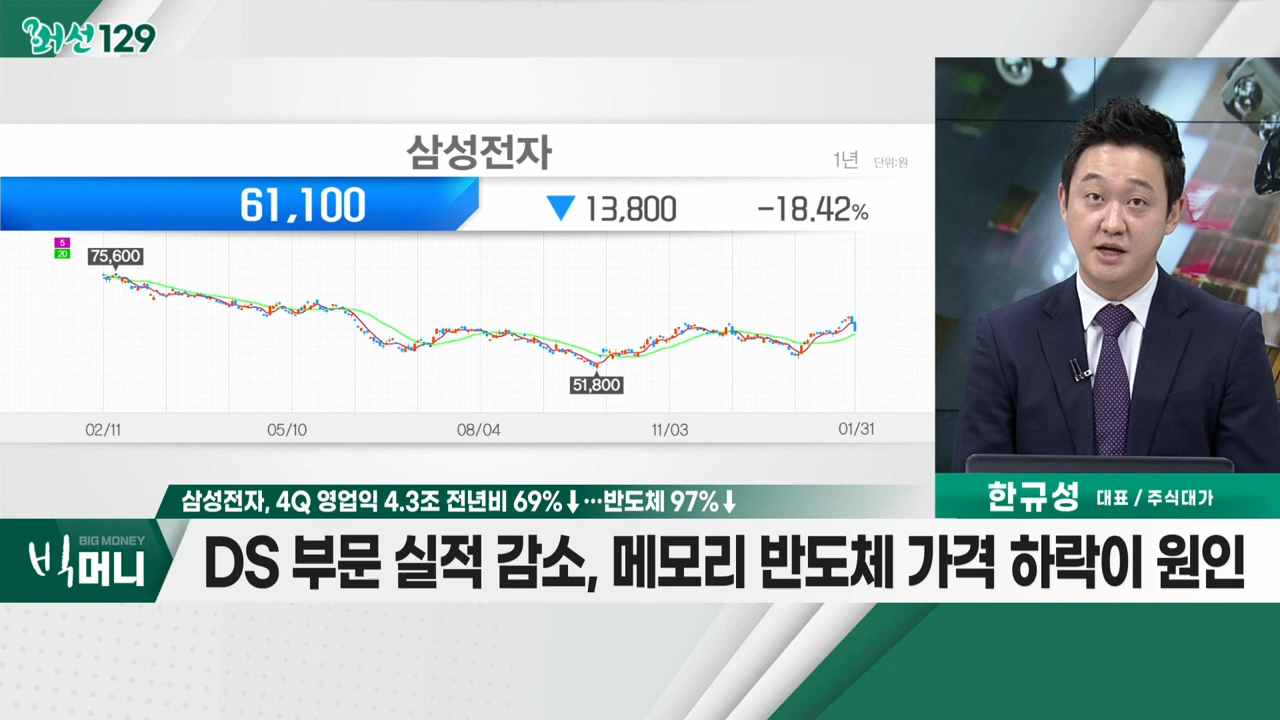 머선129
삼성전자
1년 단위:원
61,100 ▼13,800 -18.42%
5
20
75,600
51,800
02/11 05/10 08/04 11/03 01/31
한규성 대표 / 주식대가
삼성전자, 4Q 영업익 4.3조 전년비 69%↓…반도체 97%↓
BIG MONEY
빅머니
DS 부문 실적 감소, 메모리 반도체 가격 하락이 원인